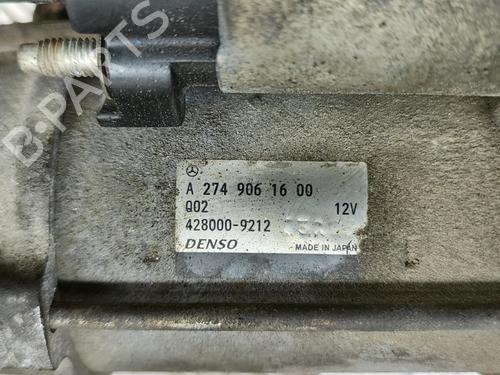 B-PARTS
A 274 906 16 00
Q02 12V
428000-9212
DENSO MADE IN JAPAN